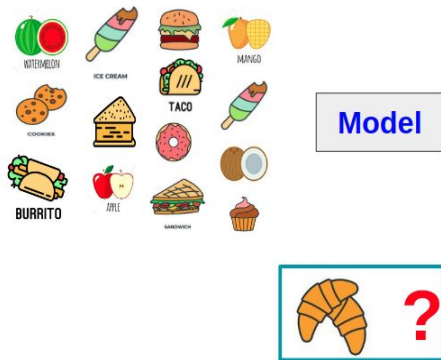 WATERMELON
ICE CREAM
MANGO
TACO
COOKIES
Model
BURRITO
APPLE
SANDWICH
?